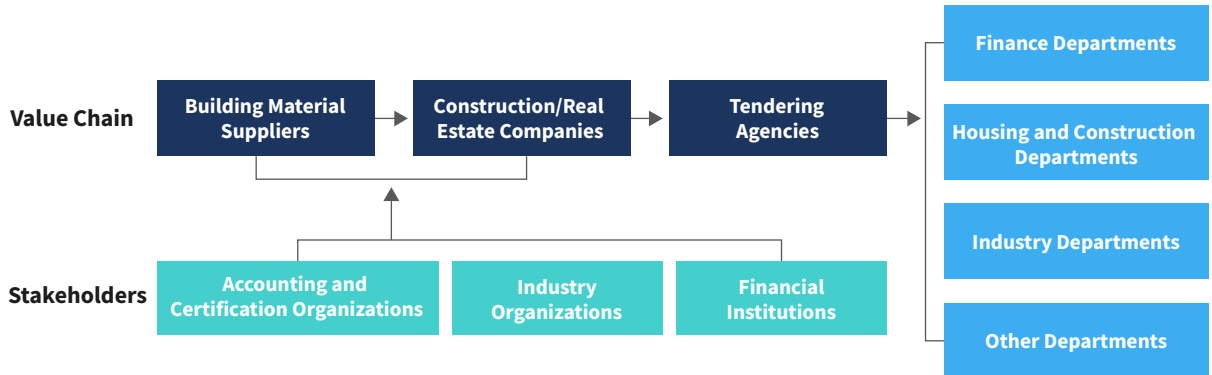 Value Chain
Building Material
Suppliers
Construction/Real
Estate Companies
Tendering
Agencies
Finance Departments
Housing and Construction
Departments
Industry Departments
Other Departments
Stakeholders
Accounting and
Certification Organizations
Industry
Organizations
Financial
Institutions